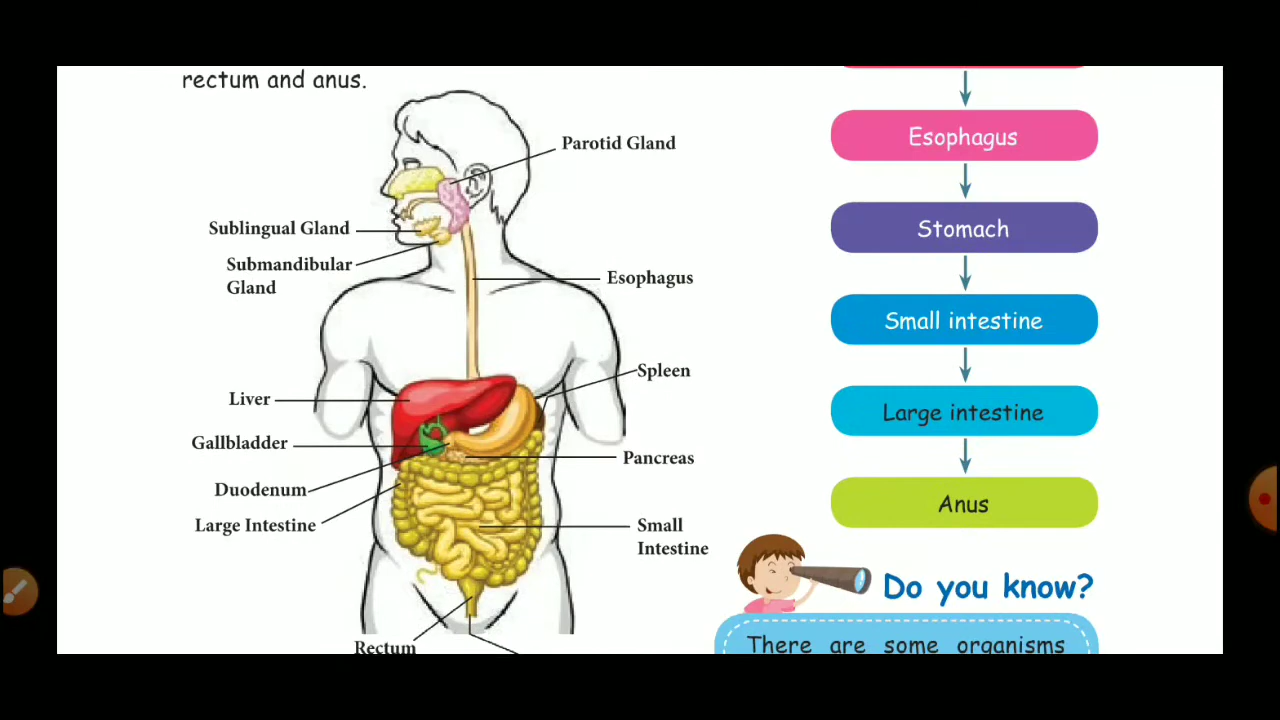 rectum and anus.
Parotid Gland
Sublingual Gland
Submandibular
Gland
Esophagus
Spleen
Liver
Gallbladder
Pancreas
Duodenum
Large Intestine
Small
Intestine
Rectum
Esophagus
Stomach
Small intestine
Large intestine
Anus
Do you know?
There are some organisms